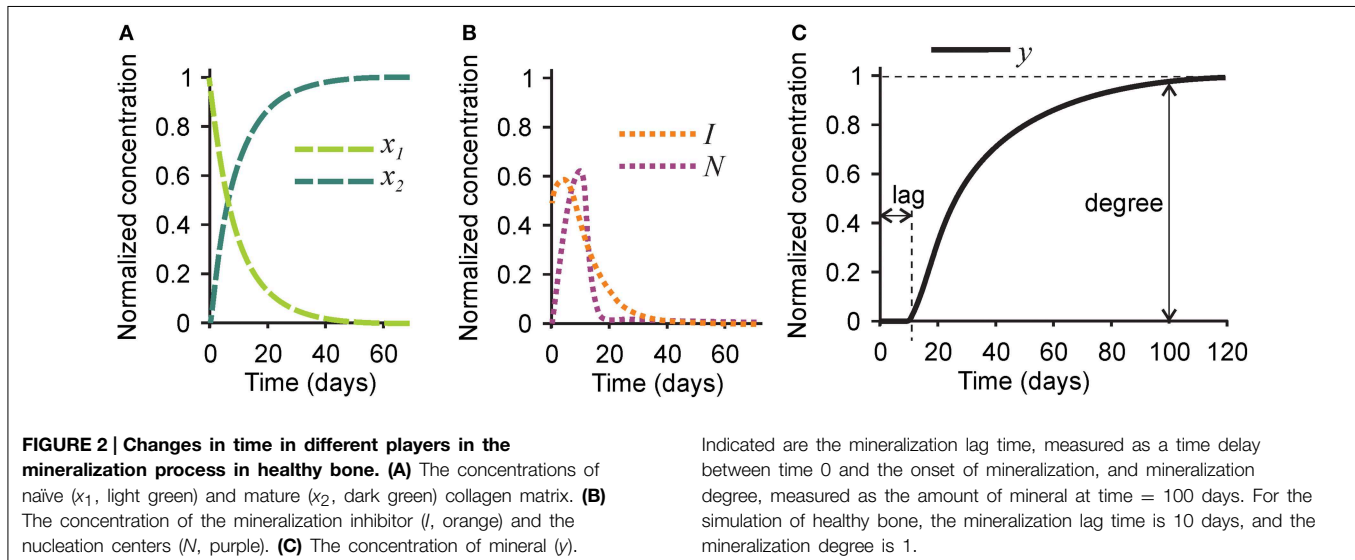 A
Normalized concentration
1
0.8
0.6
0.4
0.2
0
x1
x2
0 20 40 60
Time (days)
B
Normalized concentration
1
0.8
0.6
0.4
0.2
0
I
N
0 20 40 60
Time (days)
C
y
Normalized concentration
1
0.8
0.6
0.4
0.2
0
lag
degree
0 20 40 60 80 100 120
Time (days)
FIGURE 2 | Changes in time in different players in the
mineralization process in healthy bone. (A) The concentrations of
naïve (x1, light green) and mature (x2, dark green) collagen matrix. (B)
The concentration of the mineralization inhibitor (I, orange) and the
nucleation centers (N, purple). (C) The concentration of mineral (y).
Indicated are the mineralization lag time, measured as a time delay
between time 0 and the onset of mineralization, and mineralization
degree, measured as the amount of mineral at time = 100 days. For the
simulation of healthy bone, the mineralization lag time is 10 days, and the
mineralization degree is 1.